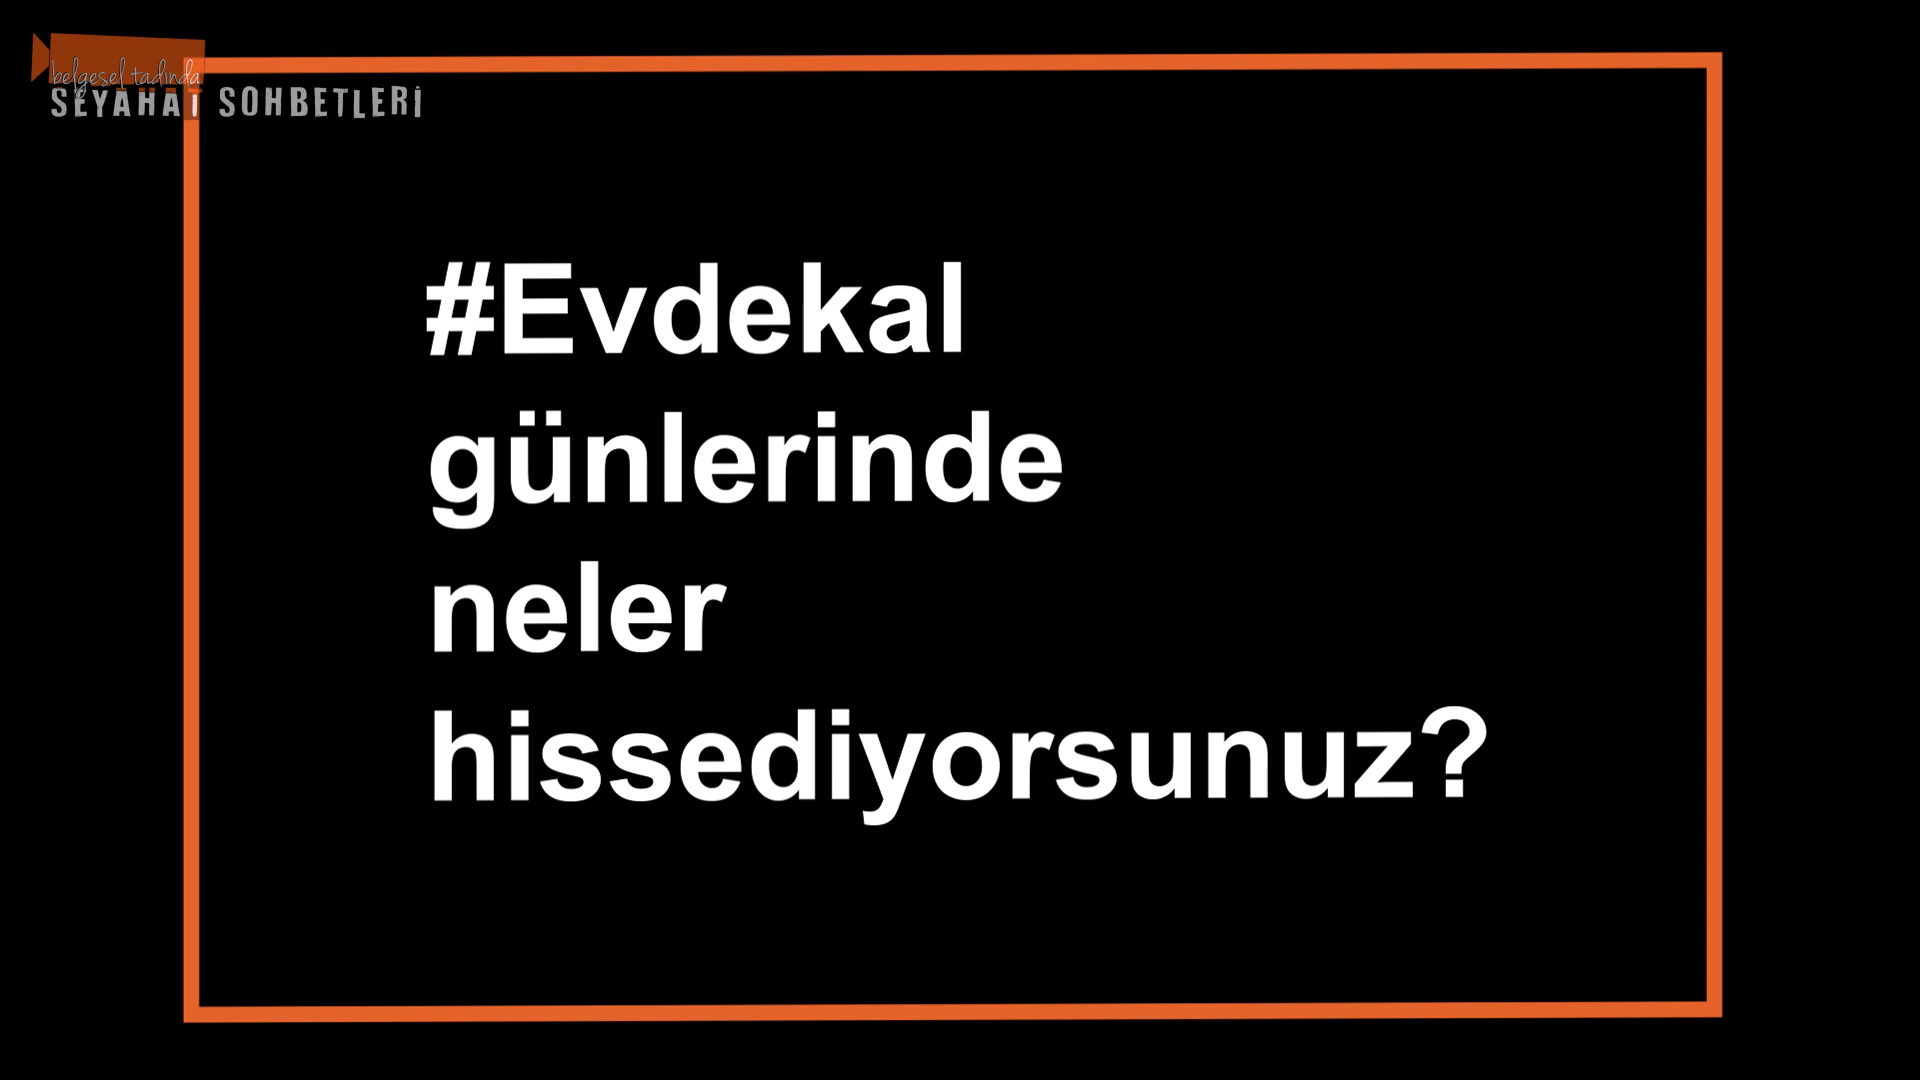 belgesel tadında
SEYAHAT SOHBETLERİ
#Evdekal
günlerinde
neler
hissediyorsunuz?